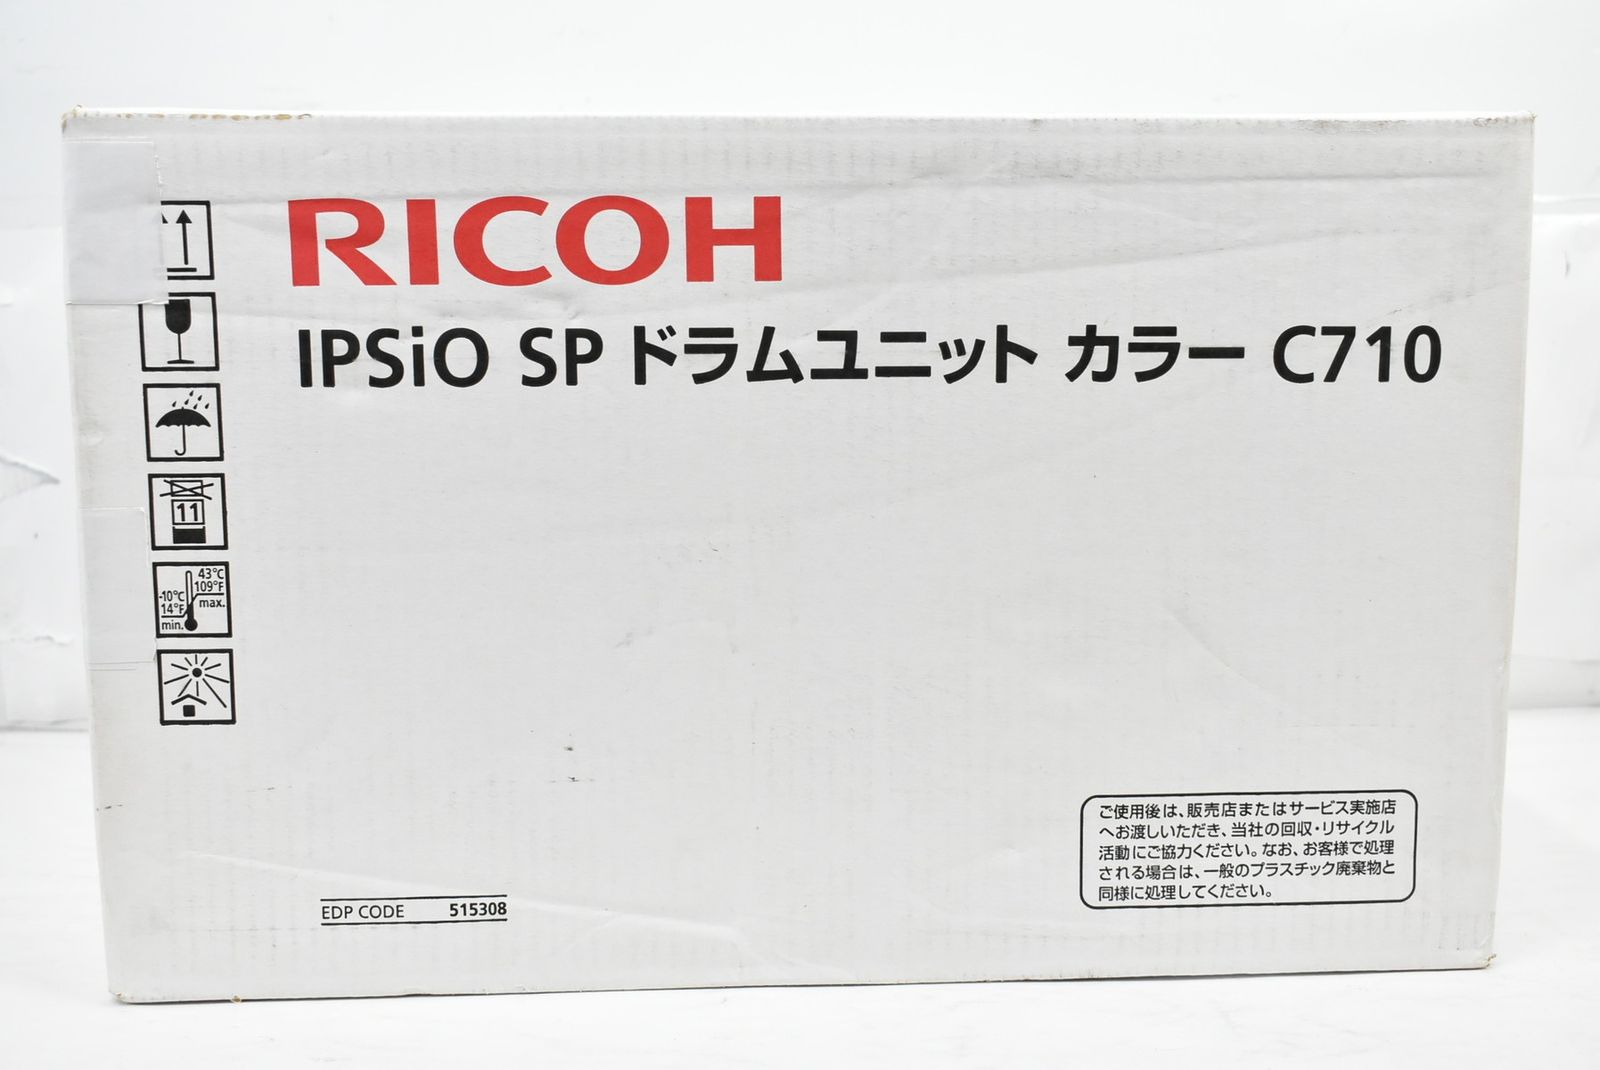 RICOH
IPSiO SP ドラムユニット カラー C710
11
43°C
109°F
max.
-10°C
14°F
min.
ご使用後は、販売店またはサービス実施店
へお渡しいただき、当社の回収・リサイクル
活動にご協力ください。なお、お客様で処理
される場合は、一般のプラスチック廃棄物と
同様に処理してください。
EDP CODE 515308